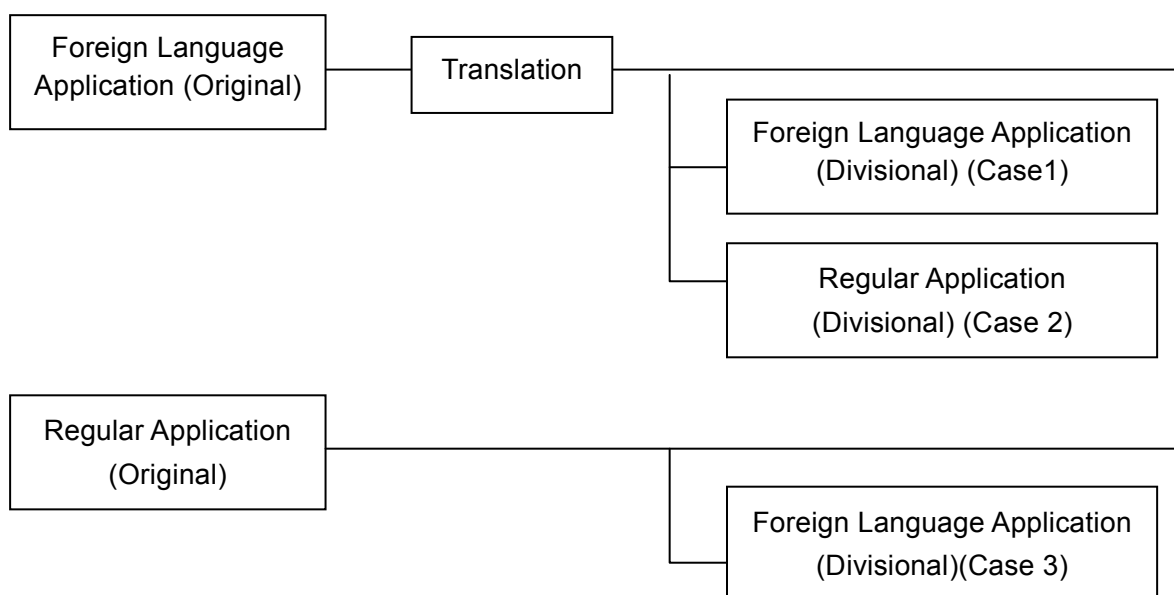 Foreign Language
Application (Original)
Translation
Foreign Language Application
(Divisional) (Case1)
Regular Application
(Divisional) (Case 2)
Regular Application
(Original)
Foreign Language Application
(Divisional)(Case 3)